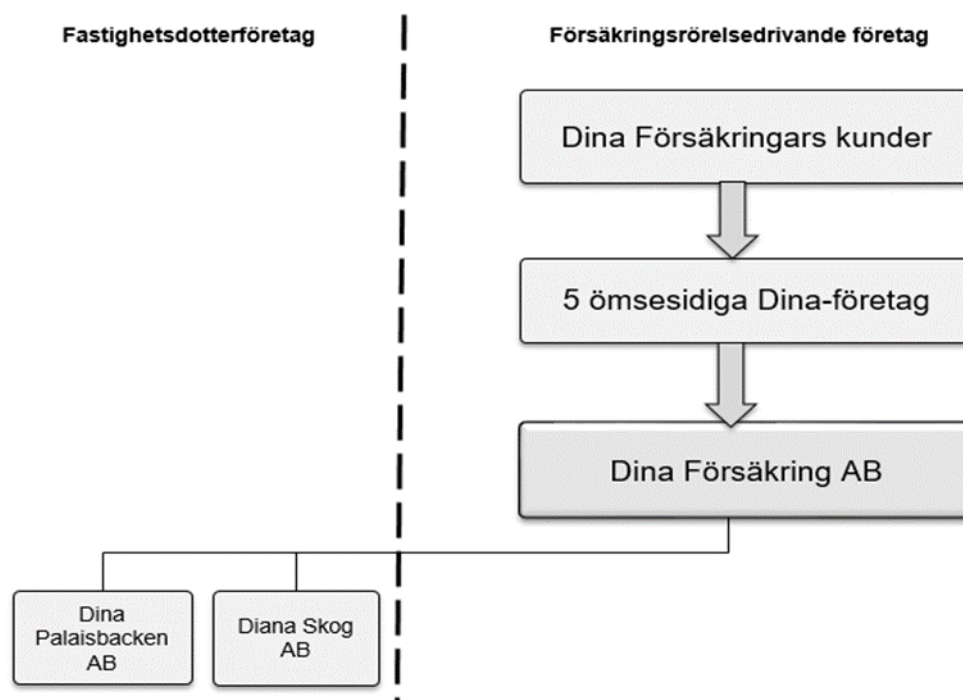 Fastighetsdotterföretag
Försäkringsrörelsedrivande företag
Dina Försäkringars kunder
5 ömsesidiga Dina-företag
Dina Försäkring AB
Dina
Palaisbacken
AB
Diana Skog
AB